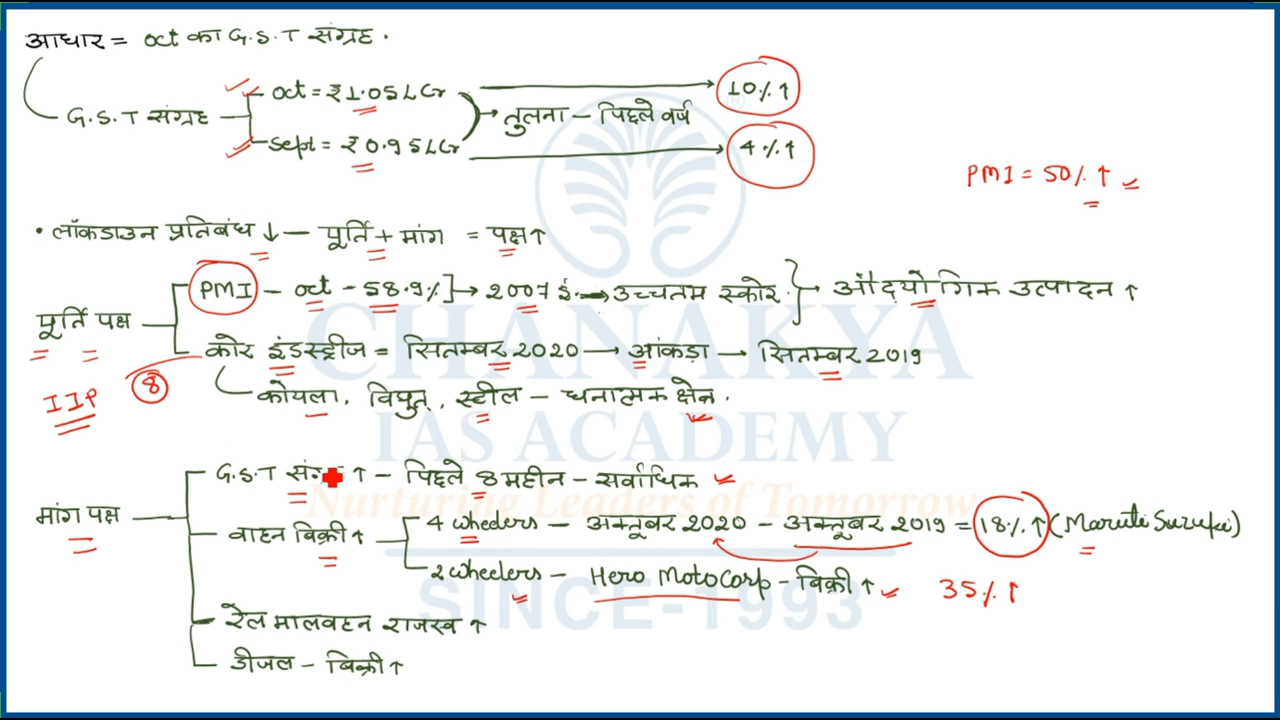 आधार = oct का G.S.T संग्रह.
G.S.T संग्रह
oct = ₹1.05LCr
10%↑
तुलना - पिछले वर्ष
Sept = ₹0.95LCr
4%↑
PMI = 50%↑
• लॉकडाउन प्रतिबंध ↓ - पूर्ति + मांग = पक्ष↑
पूर्ति पक्ष
PMI - oct - 58.9%] → 2007 ई. → उच्चतम स्कोर. } → औद्योगिक उत्पादन ↑
कोर इंडस्ट्रीज = सितम्बर 2020 → आंकड़ा → सितम्बर 2019
IIP
8
कोयला, विधुत, स्टील - धनात्मक क्षेत्र.
मांग पक्ष
G.S.T संग्रह ↑ - पिछले 8 महीन - सर्वाधिक
वाहन बिक्री ↑
4 wheelers - अक्तूबर 2020 - अक्तूबर 2019 = 18%↑ (Maruti Suzuki)
2 wheelers - Hero MotoCorp - बिक्री ↑ 35%↑
रेल मालवहन राजस्व ↑
डीजल - बिक्री ↑
CHANAKYA
IAS ACADEMY
Nurturing Leaders of Tomorrow
SINCE-1993